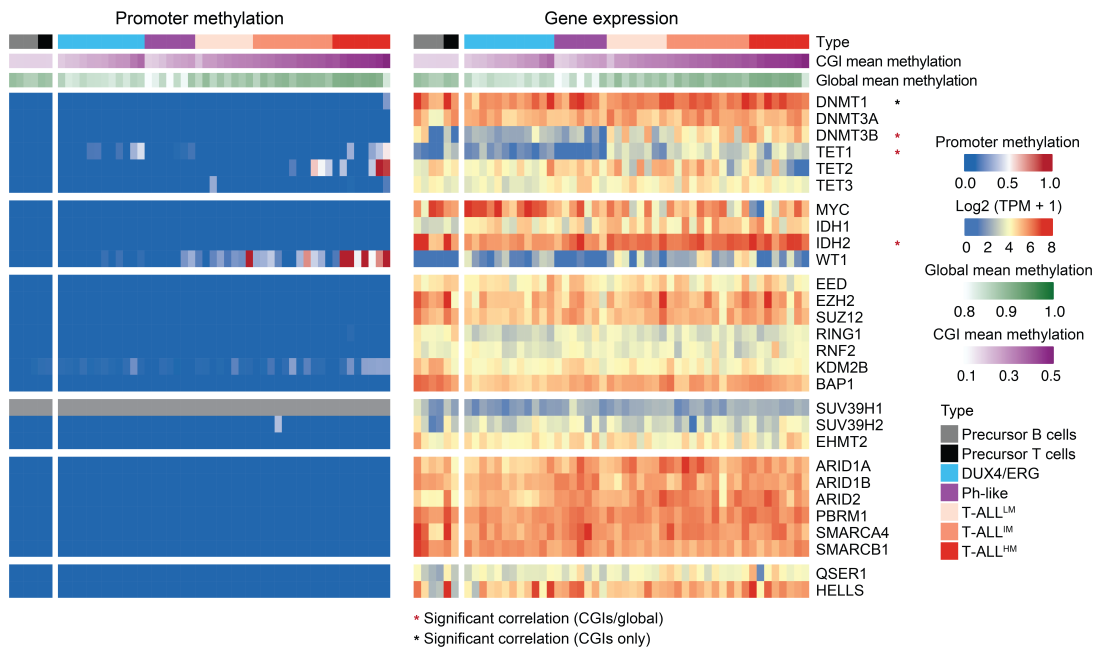 Promoter methylation
Gene expression
Type
CGI mean methylation
Global mean methylation
DNMT1 *
DNMT3A
DNMT3B *
TET1 *
TET2
TET3
MYC
IDH1
IDH2 *
WT1
EED
EZH2
SUZ12
RING1
RNF2
KDM2B
BAP1
SUV39H1
SUV39H2
EHMT2
ARID1A
ARID1B
ARID2
PBRM1
SMARCA4
SMARCB1
QSER1
HELLS
* Significant correlation (CGIs/global)
* Significant correlation (CGIs only)
Promoter methylation
0.0 0.5 1.0
Log2 (TPM + 1)
0 2 4 6 8
Global mean methylation
0.8 0.9 1.0
CGI mean methylation
0.1 0.3 0.5
Type
Precursor B cells
Precursor T cells
DUX4/ERG
Ph-like
T-ALLᴸᴹ
T-ALLᴵᴹ
T-ALLᴴᴹ